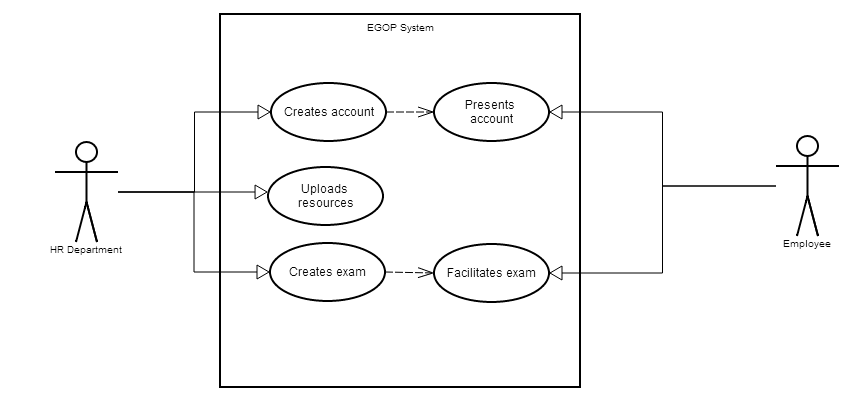 EGOP System
Creates account
Presents
account
Uploads
resources
HR Department
Employee
Creates exam
Facilitates exam